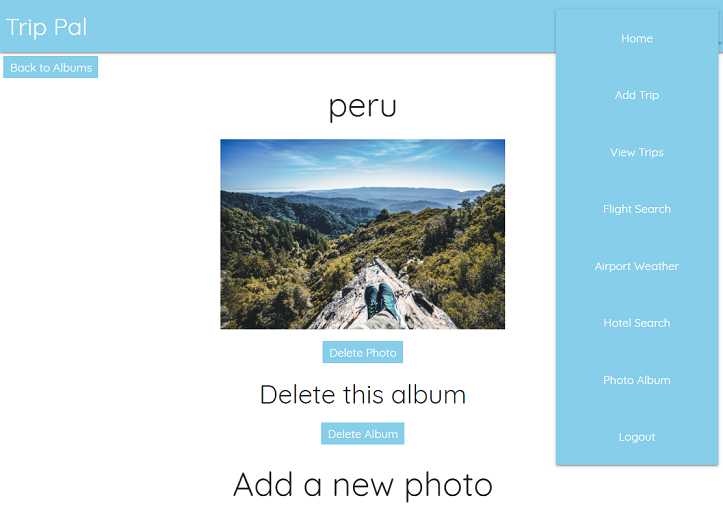 Trip Pal
Back to Albums
peru
Delete Photo
Delete this album
Delete Album
Add a new photo
Home
Add Trip
View Trips
Flight Search
Airport Weather
Hotel Search
Photo Album
Logout